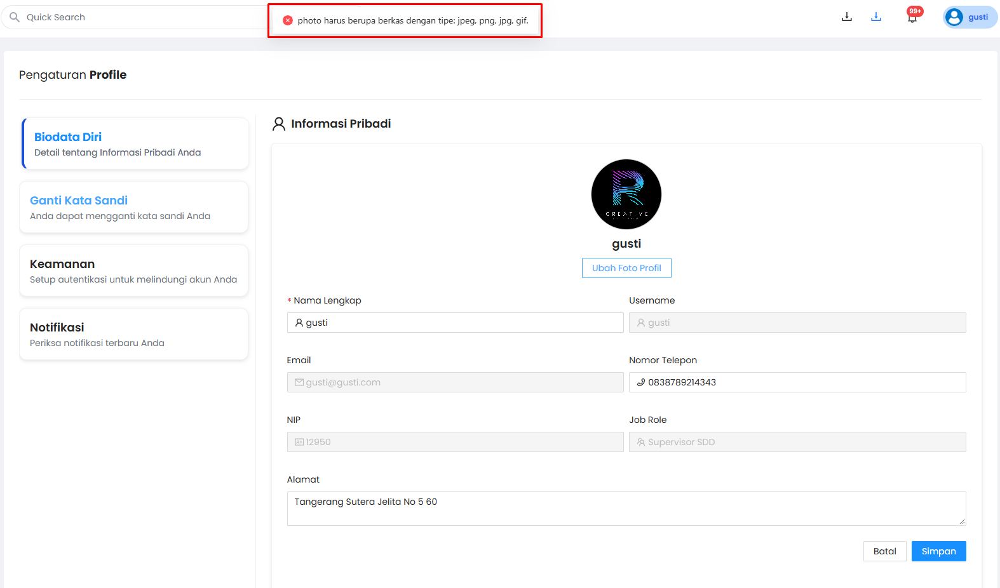 Quick Search
photo harus berupa berkas dengan tipe: jpeg, png, jpg, gif.
99+
gusti
Pengaturan Profile
Biodata Diri
Detail tentang Informasi Pribadi Anda
Ganti Kata Sandi
Anda dapat mengganti kata sandi Anda
Keamanan
Setup autentikasi untuk melindungi akun Anda
Notifikasi
Periksa notifikasi terbaru Anda
Informasi Pribadi
R
gusti
Ubah Foto Profil
* Nama Lengkap
gusti
Username
gusti
Email
gusti@gusti.com
Nomor Telepon
0838789214343
NIP
12950
Job Role
Supervisor SDD
Alamat
Tangerang Sutera Jelita No 5 60
Batal
Simpan